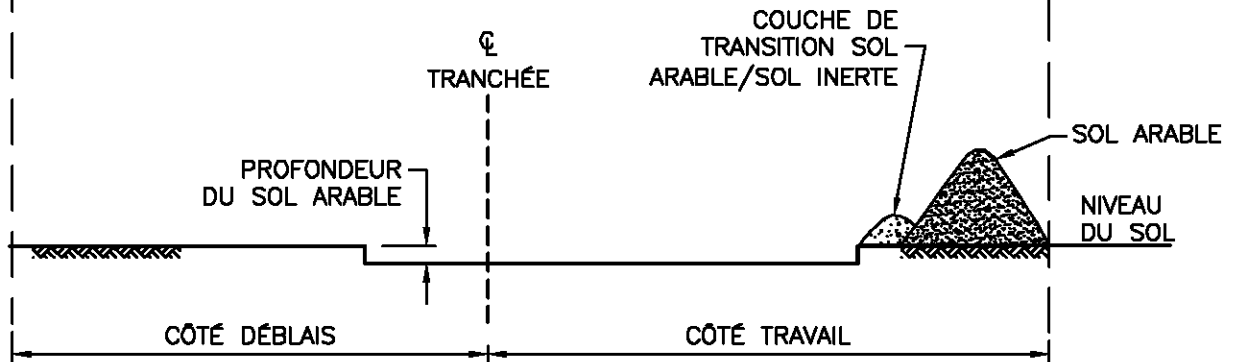 COUCHE DE
TRANSITION SOL
ARABLE/SOL INERTE
℄
TRANCHÉE
SOL ARABLE
PROFONDEUR
DU SOL ARABLE
NIVEAU
DU SOL
CÔTÉ DÉBLAIS
CÔTÉ TRAVAIL